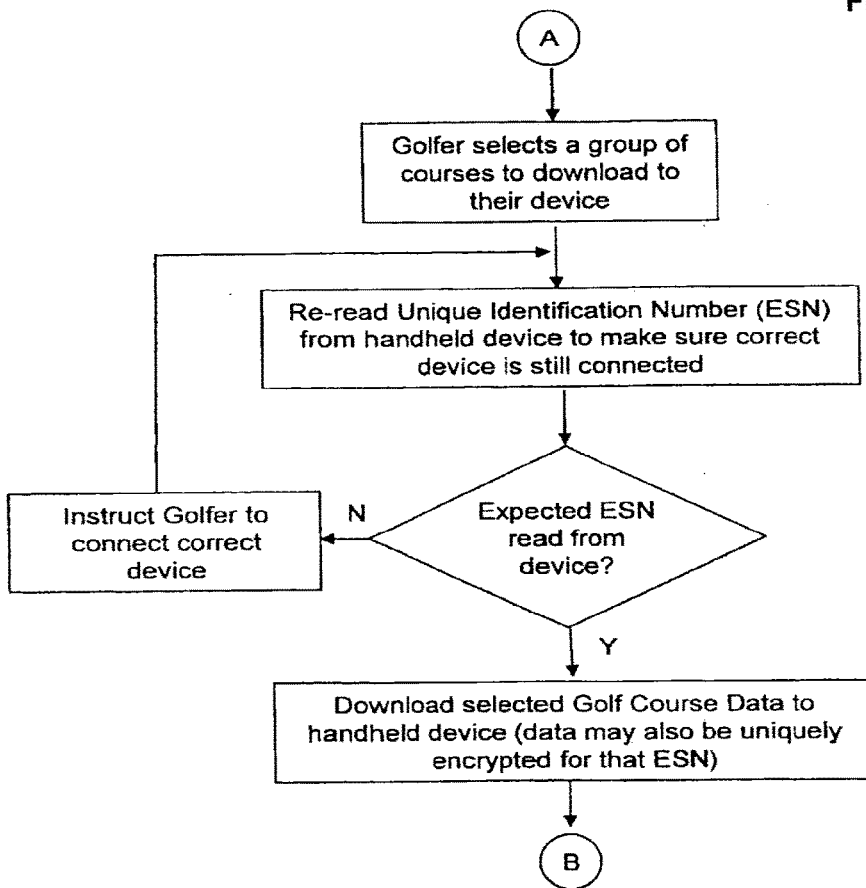 F
A
Golfer selects a group of
courses to download to
their device
Re-read Unique Identification Number (ESN)
from handheld device to make sure correct
device is still connected
Instruct Golfer to
connect correct
device
N
Expected ESN
read from
device?
Y
Download selected Golf Course Data to
handheld device (data may also be uniquely
encrypted for that ESN)
B